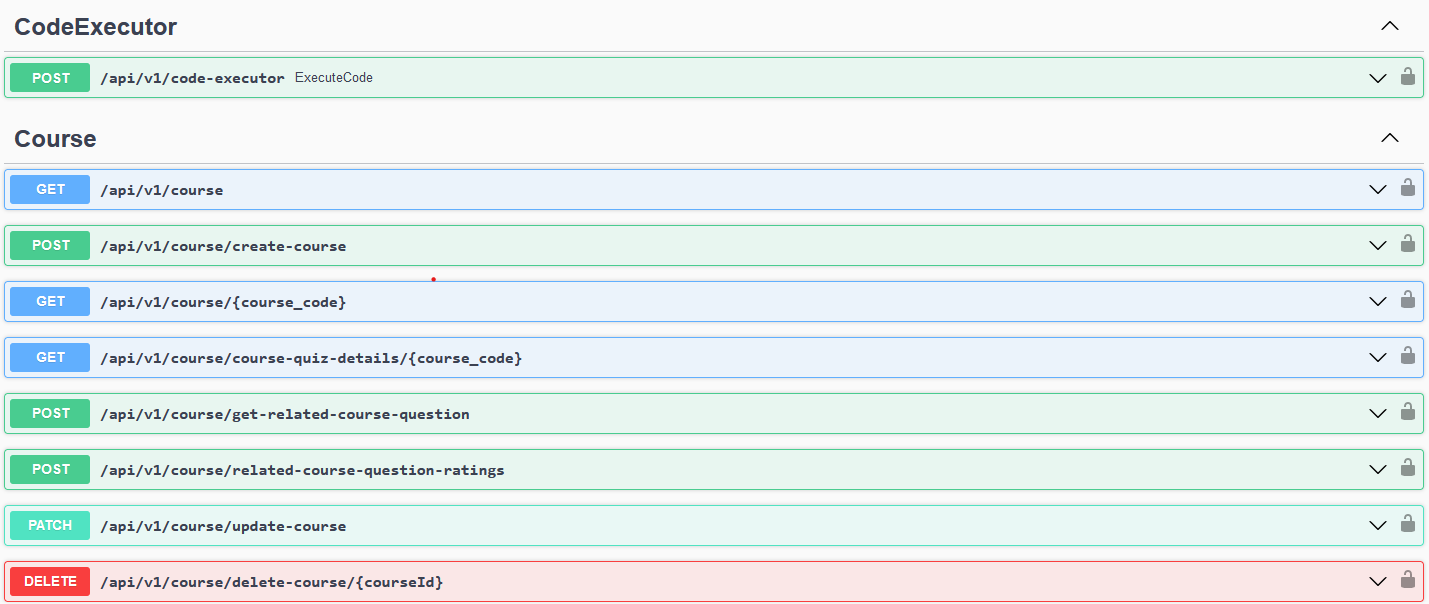 CodeExecutor
POST /api/v1/code-executor ExecuteCode
Course
GET /api/v1/course
POST /api/v1/course/create-course
GET /api/v1/course/{course_code}
GET /api/v1/course/course-quiz-details/{course_code}
POST /api/v1/course/get-related-course-question
POST /api/v1/course/related-course-question-ratings
PATCH /api/v1/course/update-course
DELETE /api/v1/course/delete-course/{courseId}